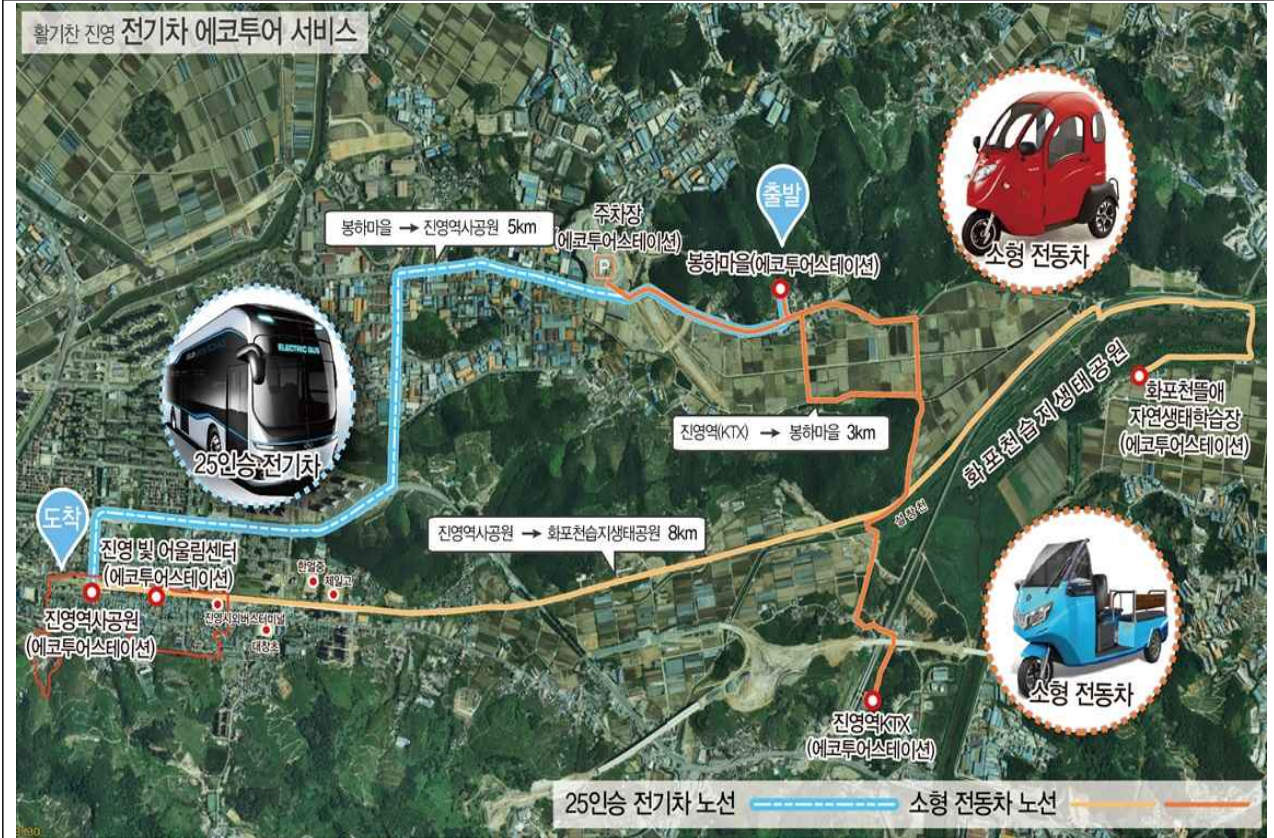 활기찬 진영 전기차 에코투어 서비스
출발
주차장
(에코투어스테이션)
P
봉하마을 → 진영역사공원 5km
봉하마을(에코투어스테이션)
소형 전동차
ELECTRIC BUS
25인승 전기차
화포천습지생태공원
화포천뜰애
자연생태학습장
(에코투어스테이션)
진영역(KTX) → 봉하마을 3km
설창천
도착
진영역사공원 → 화포천습지생태공원 8km
진영 빛 어울림센터
(에코투어스테이션)
한얼중
제일고
진영시외버스터미널
대창초
진영역사공원
(에코투어스테이션)
소형 전동차
진영역KTX
(에코투어스테이션)
25인승 전기차 노선
소형 전동차 노선